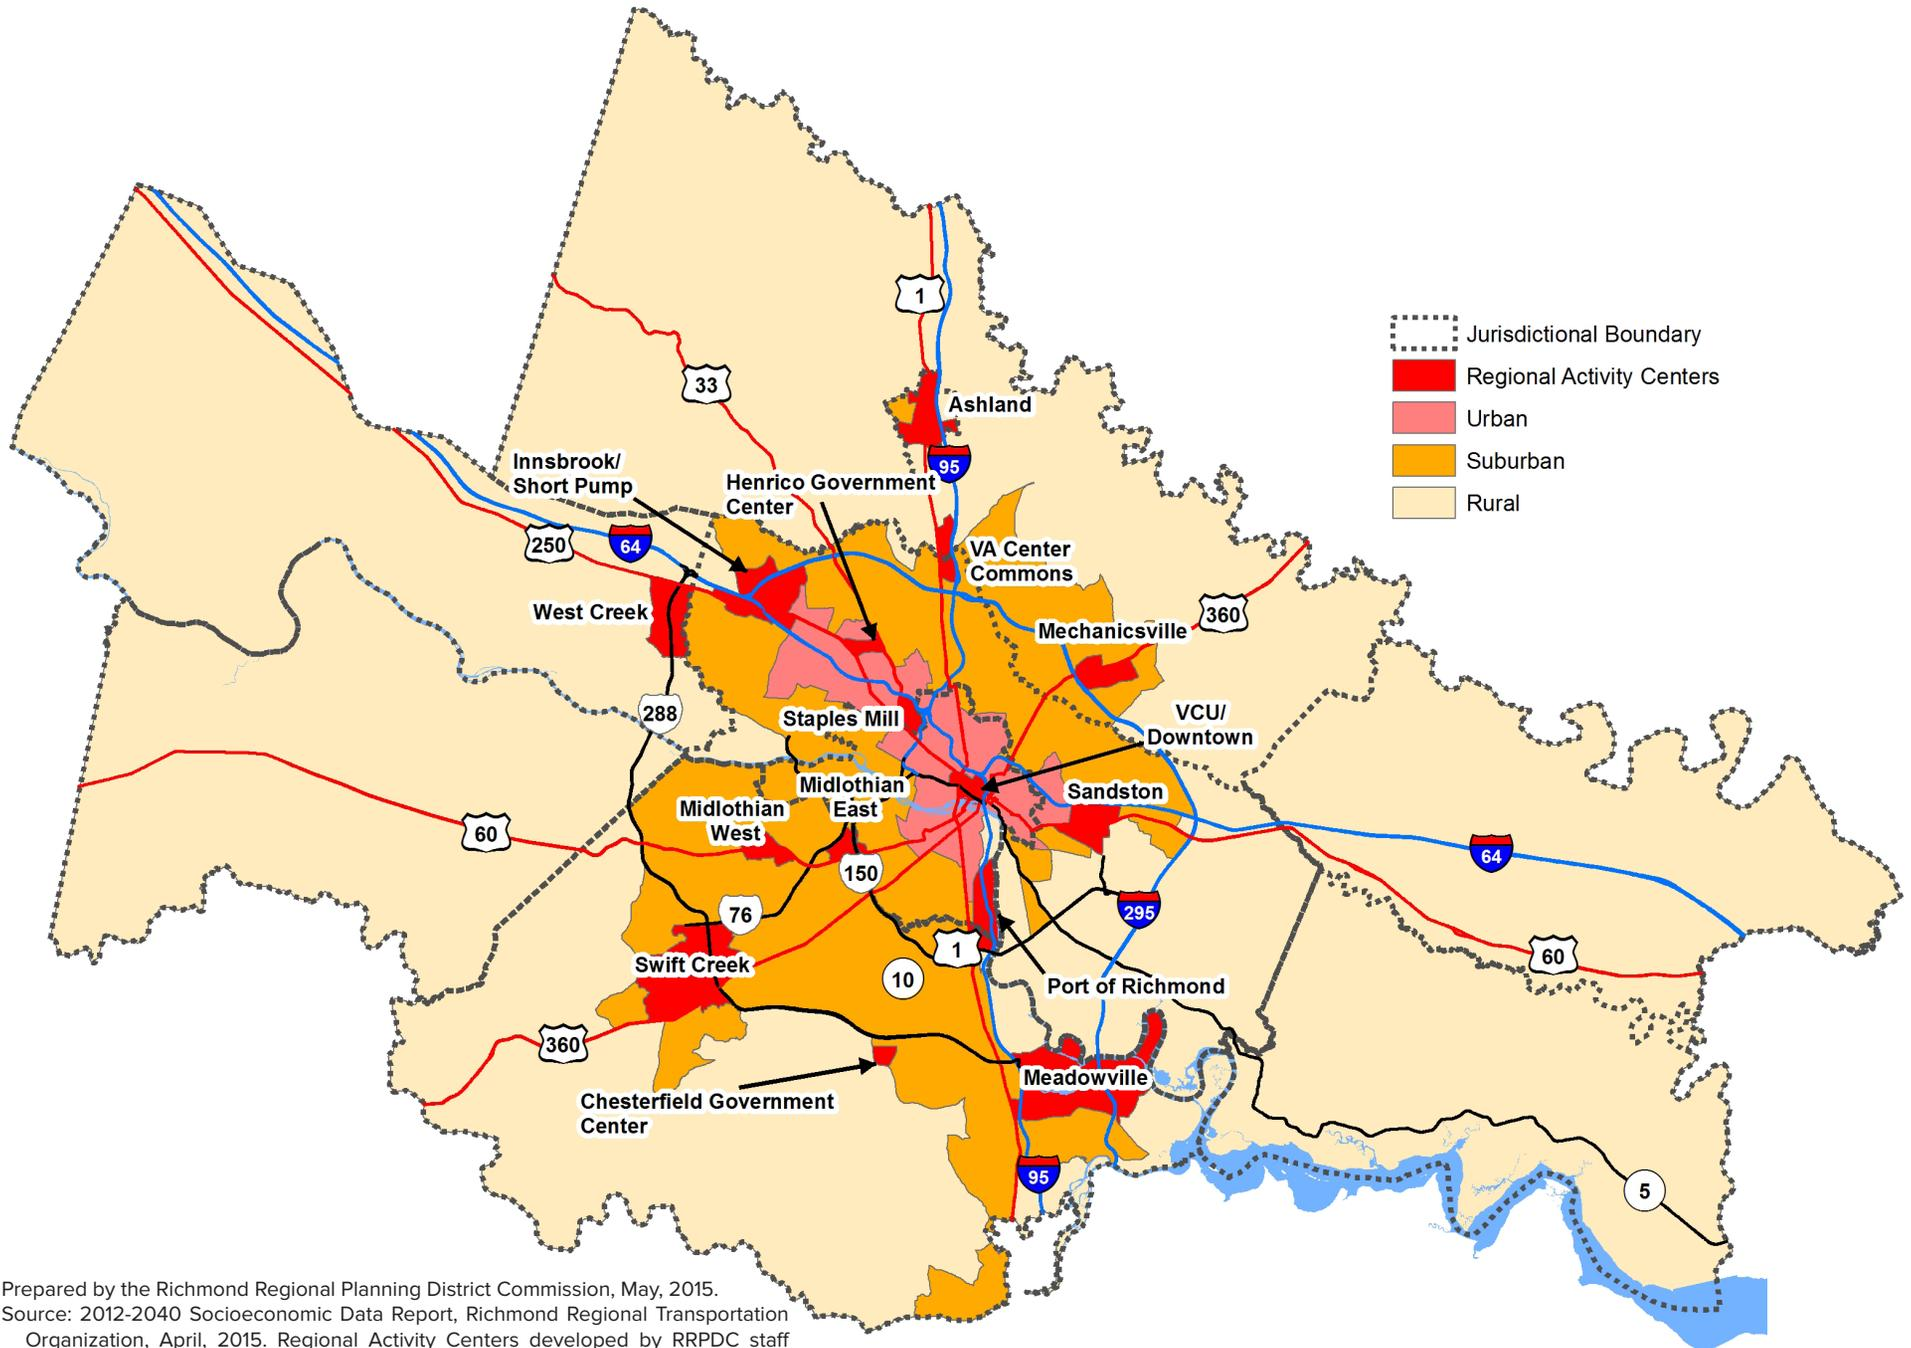 1
33
Ashland
95
Innsbrook/
Short Pump
Henrico Government
Center
250
64
VA Center
Commons
West Creek
Mechanicsville
360
288
Staples Mill
VCU/
Downtown
Midlothian
East
Sandston
Midlothian
West
60
150
64
76
295
1
60
Swift Creek
10
Port of Richmond
360
Meadowville
Chesterfield Government
Center
95
5
Jurisdictional Boundary
Regional Activity Centers
Urban
Suburban
Rural
Prepared by the Richmond Regional Planning District Commission, May, 2015.
Source: 2012-2040 Socioeconomic Data Report, Richmond Regional Transportation
Organization, April, 2015. Regional Activity Centers developed by RRPDC staff